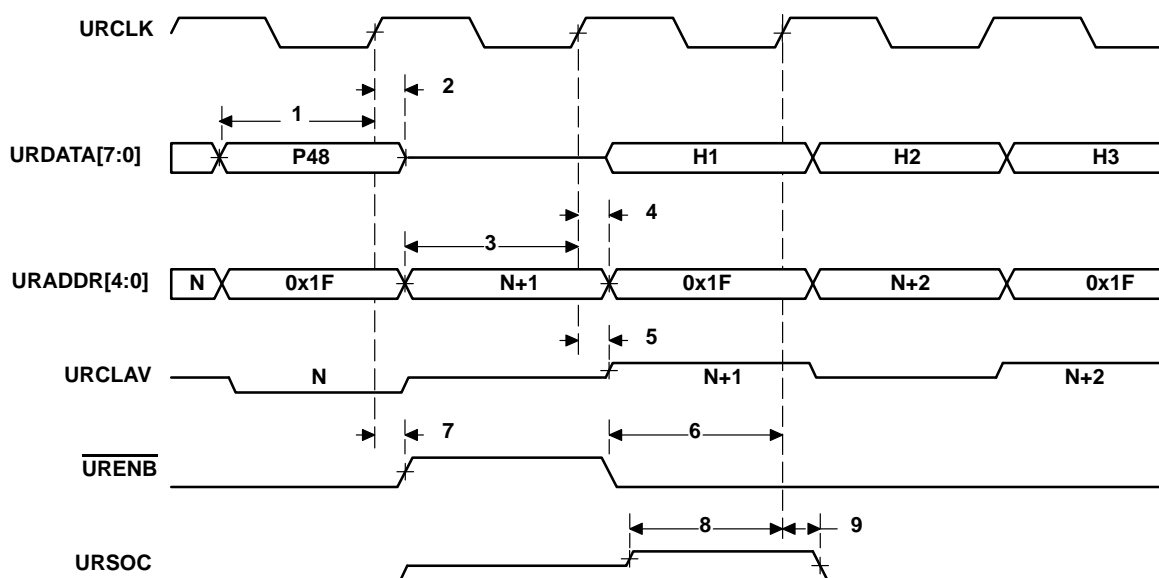 URCLK
2
1
URDATA[7:0] P48 H1 H2 H3
4
3
URADDR[4:0] N 0x1F N+1 0x1F N+2 0x1F
5
URCLAV N N+1 N+2
7 6
URENB
8 9
URSOC